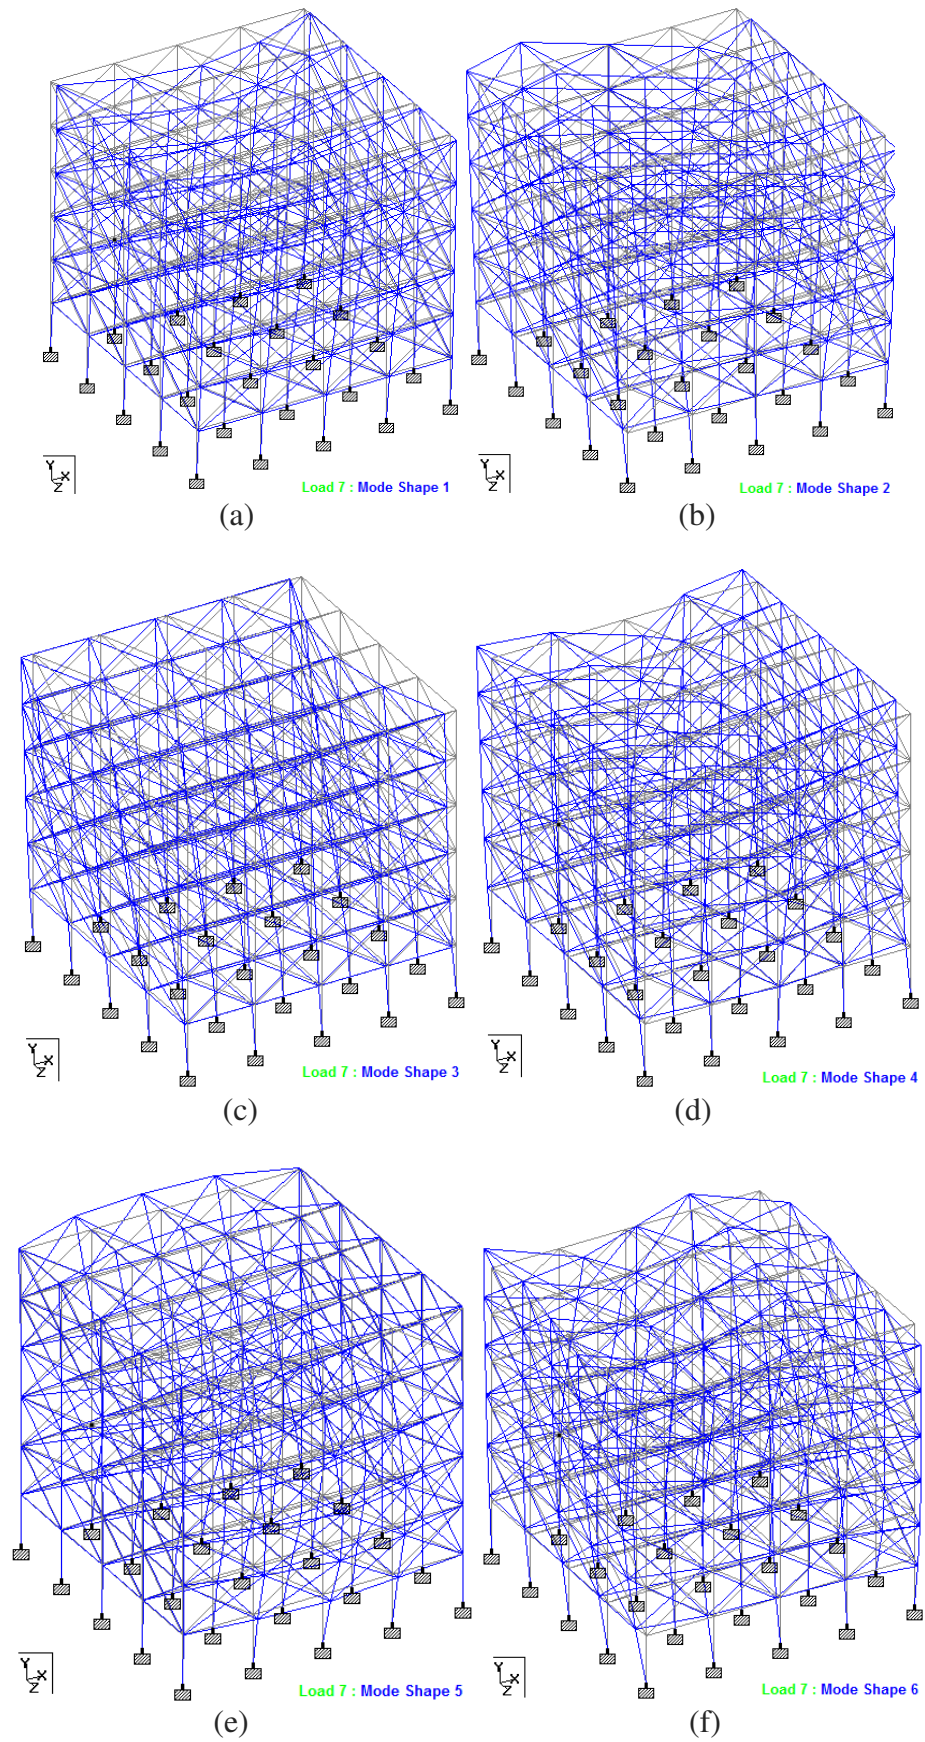 Y
X
Z
Load 7 : Mode Shape 1
(a)
Y
X
Z
Load 7 : Mode Shape 2
(b)
Y
X
Z
Load 7 : Mode Shape 3
(c)
Y
X
Z
Load 7 : Mode Shape 4
(d)
Y
X
Z
Load 7 : Mode Shape 5
(e)
Y
X
Z
Load 7 : Mode Shape 6
(f)